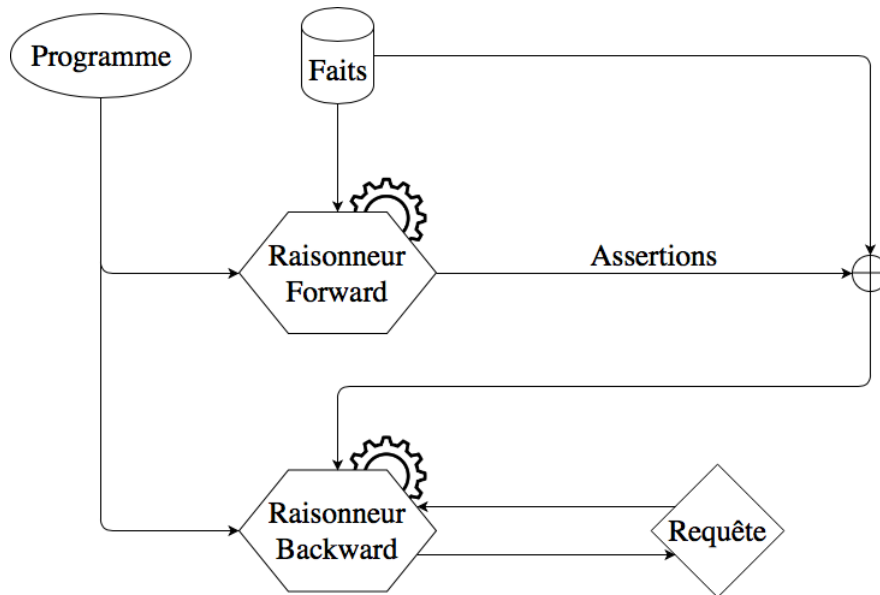 Programme
Faits
Raisonneur
Forward
Assertions
Raisonneur
Backward
Requête